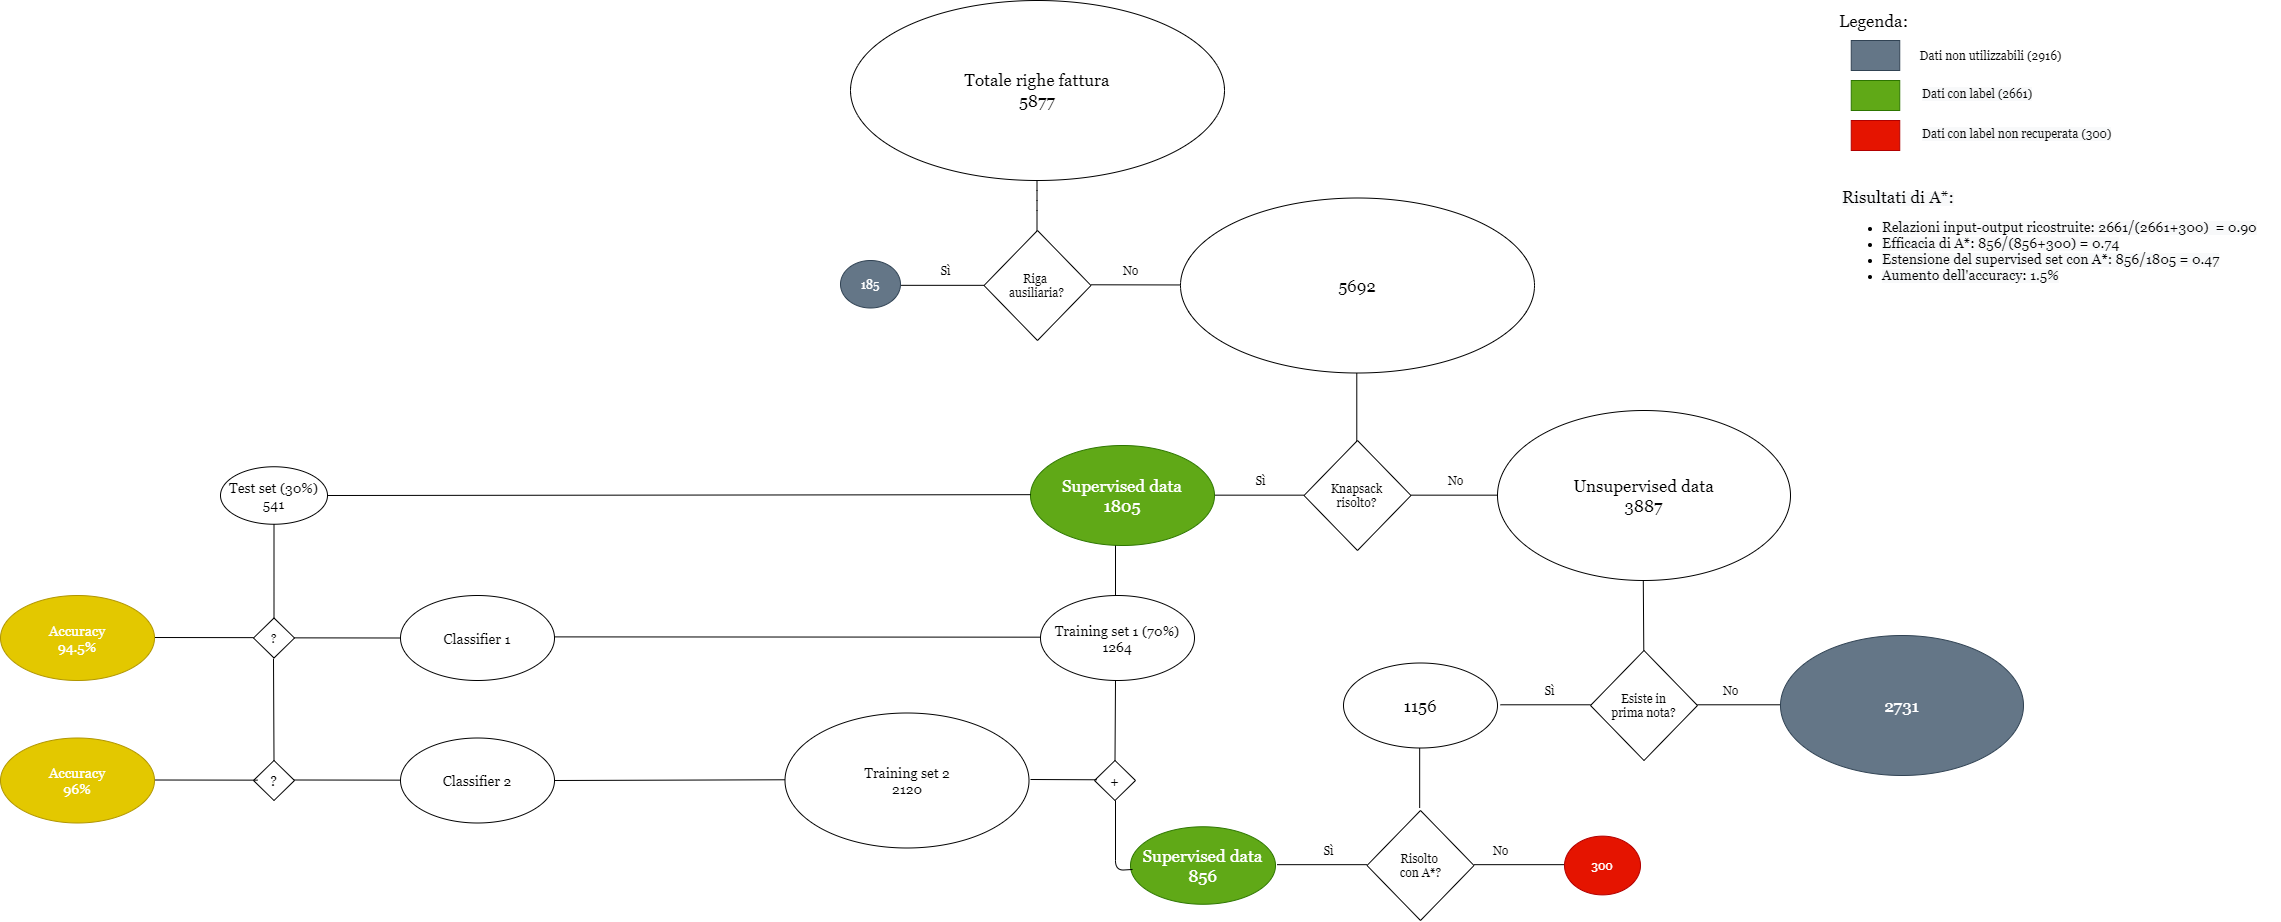 Legenda:
Dati non utilizzabili (2916)
Dati con label (2661)
Dati con label non recuperata (300)
Risultati di A*:
Relazioni input-output ricostruite: 2661/(2661+300) = 0.90
Efficacia di A*: 856/(856+300) = 0.74
Estensione del supervised set con A*: 856/1805 = 0.47
Aumento dell'accuracy: 1.5%
Totale righe fattura
5877
185
Sì
Riga
ausiliaria?
No
5692
Test set (30%)
541
Supervised data
1805
Sì
Knapsack
risolto?
No
Unsupervised data
3887
Accuracy
94.5%
?
Classifier 1
Training set 1 (70%)
1264
1156
Sì
Esiste in
prima nota?
No
2731
Accuracy
96%
?
Classifier 2
Training set 2
2120
+
Supervised data
856
Sì
Risolto
con A*?
No
300